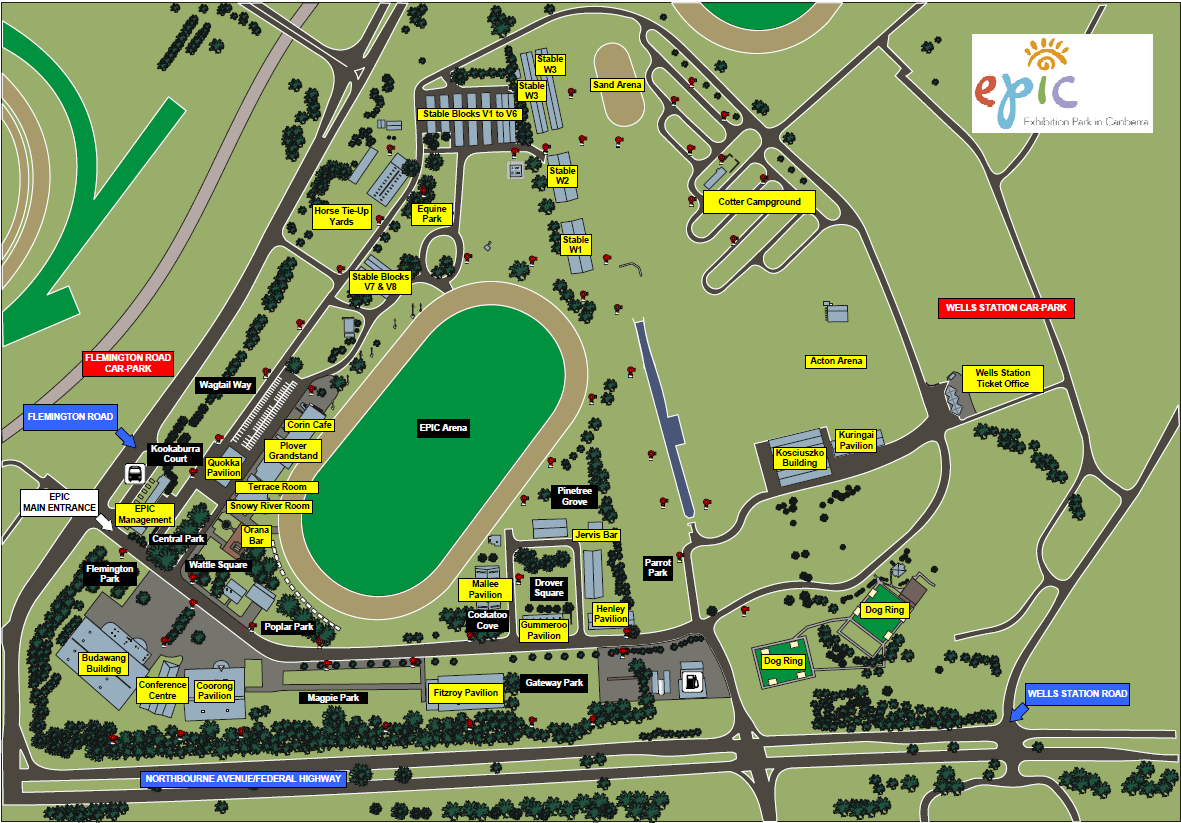 epic
Exhibition Park in Canberra
Stable
W3
Stable
W3
Sand Arena
Stable Blocks V1 to V6
Stable
W2
Cotter Campground
Horse Tie-Up
Yards
Equine
Park
Stable
W1
Stable Blocks
V7 & V8
WELLS STATION CAR-PARK
FLEMINGTON ROAD
CAR-PARK
Acton Arena
Wells Station
Ticket Office
Wagtail Way
FLEMINGTON ROAD
Corin Cafe
EPIC Arena
Kookaburra
Court
Plover
Grandstand
Kuringai
Pavilion
Kosciuszko
Building
Quokka
Pavilion
Terrace Room
Pinetree
Grove
EPIC
MAIN ENTRANCE
EPIC
Management
Snowy River Room
Central Park
Orana
Bar
Jervis Bar
Wattle Square
Flemington
Park
Parrot
Park
Mallee
Pavilion
Drover
Square
Henley
Pavilion
Dog Ring
Cockatoo
Cove
Gummeroo
Pavilion
Poplar Park
Budawang
Building
Dog Ring
Conference
Centre
Coorong
Pavilion
Magpie Park
Fitzroy Pavilion
Gateway Park
WELLS STATION ROAD
NORTHBOURNE AVENUE/FEDERAL HIGHWAY